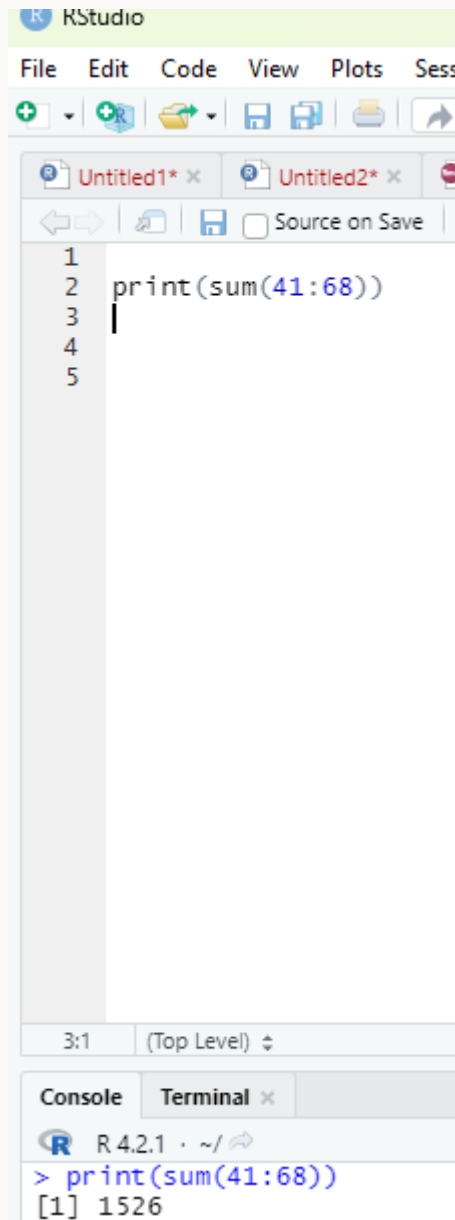 RStudio
File Edit Code View Plots Sess
Untitled1* × Untitled2* ×
Source on Save
1
2 print(sum(41:68))
3
4
5
3:1 (Top Level)
Console Terminal ×
R 4.2.1 · ~/
> print(sum(41:68))
[1] 1526